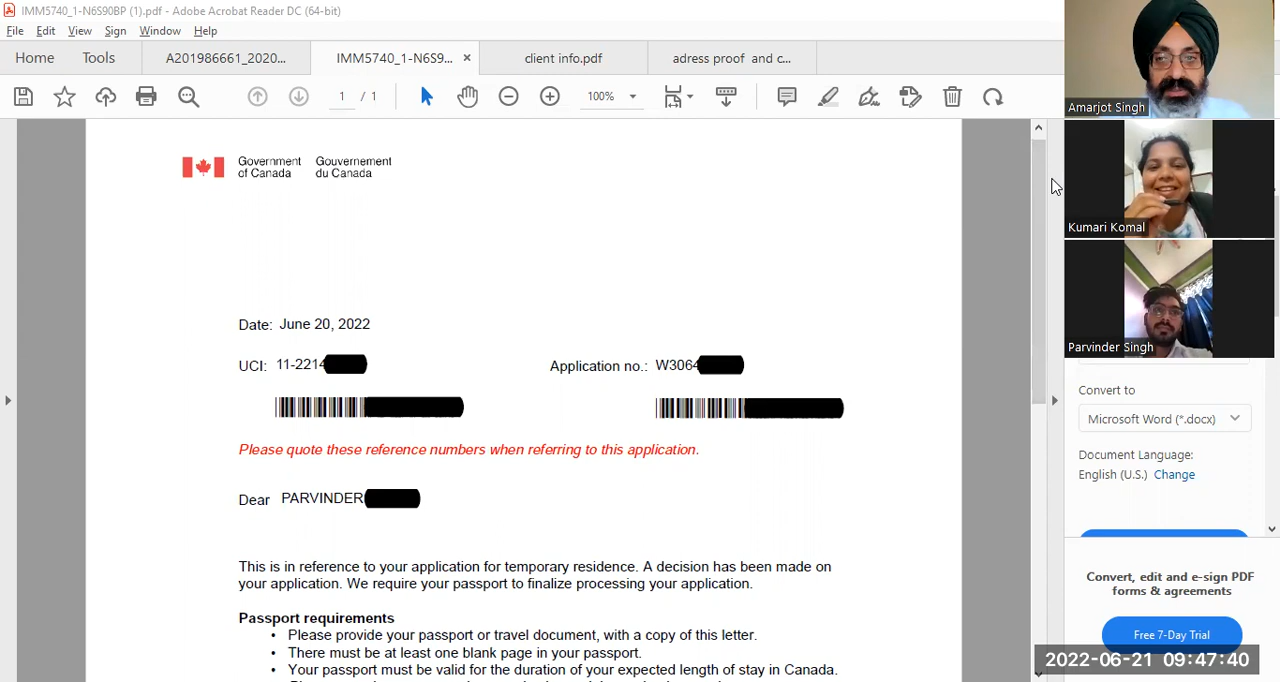 IMM5740_1-N6S90BP (1).pdf - Adobe Acrobat Reader DC (64-bit)
File Edit View Sign Window Help
Home Tools A201986661_2020... IMM5740_1-N6S9... × client info.pdf adress proof and c...
1 / 1 100%
Government of Canada
Gouvernement du Canada
Date: June 20, 2022
UCI: 11-2214
Application no.: W3064
Please quote these reference numbers when referring to this application.
Dear PARVINDER
This is in reference to your application for temporary residence. A decision has been made on
your application. We require your passport to finalize processing your application.
Passport requirements
• Please provide your passport or travel document, with a copy of this letter.
• There must be at least one blank page in your passport.
• Your passport must be valid for the duration of your expected length of stay in Canada.
Amarjot Singh
Kumari Komal
Parvinder Singh
Convert to
Microsoft Word (*.docx)
Document Language:
English (U.S.) Change
Convert, edit and e-sign PDF
forms & agreements
Free 7-Day Trial
2022-06-21 09:47:40